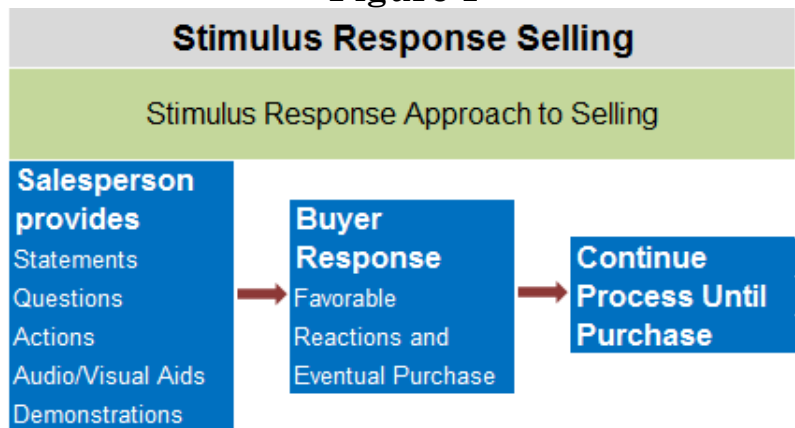 Stimulus Response Selling
Stimulus Response Approach to Selling
Salesperson
provides
Statements
Questions
Actions
Audio/Visual Aids
Demonstrations
Buyer
Response
Favorable
Reactions and
Eventual Purchase
Continue
Process Until
Purchase